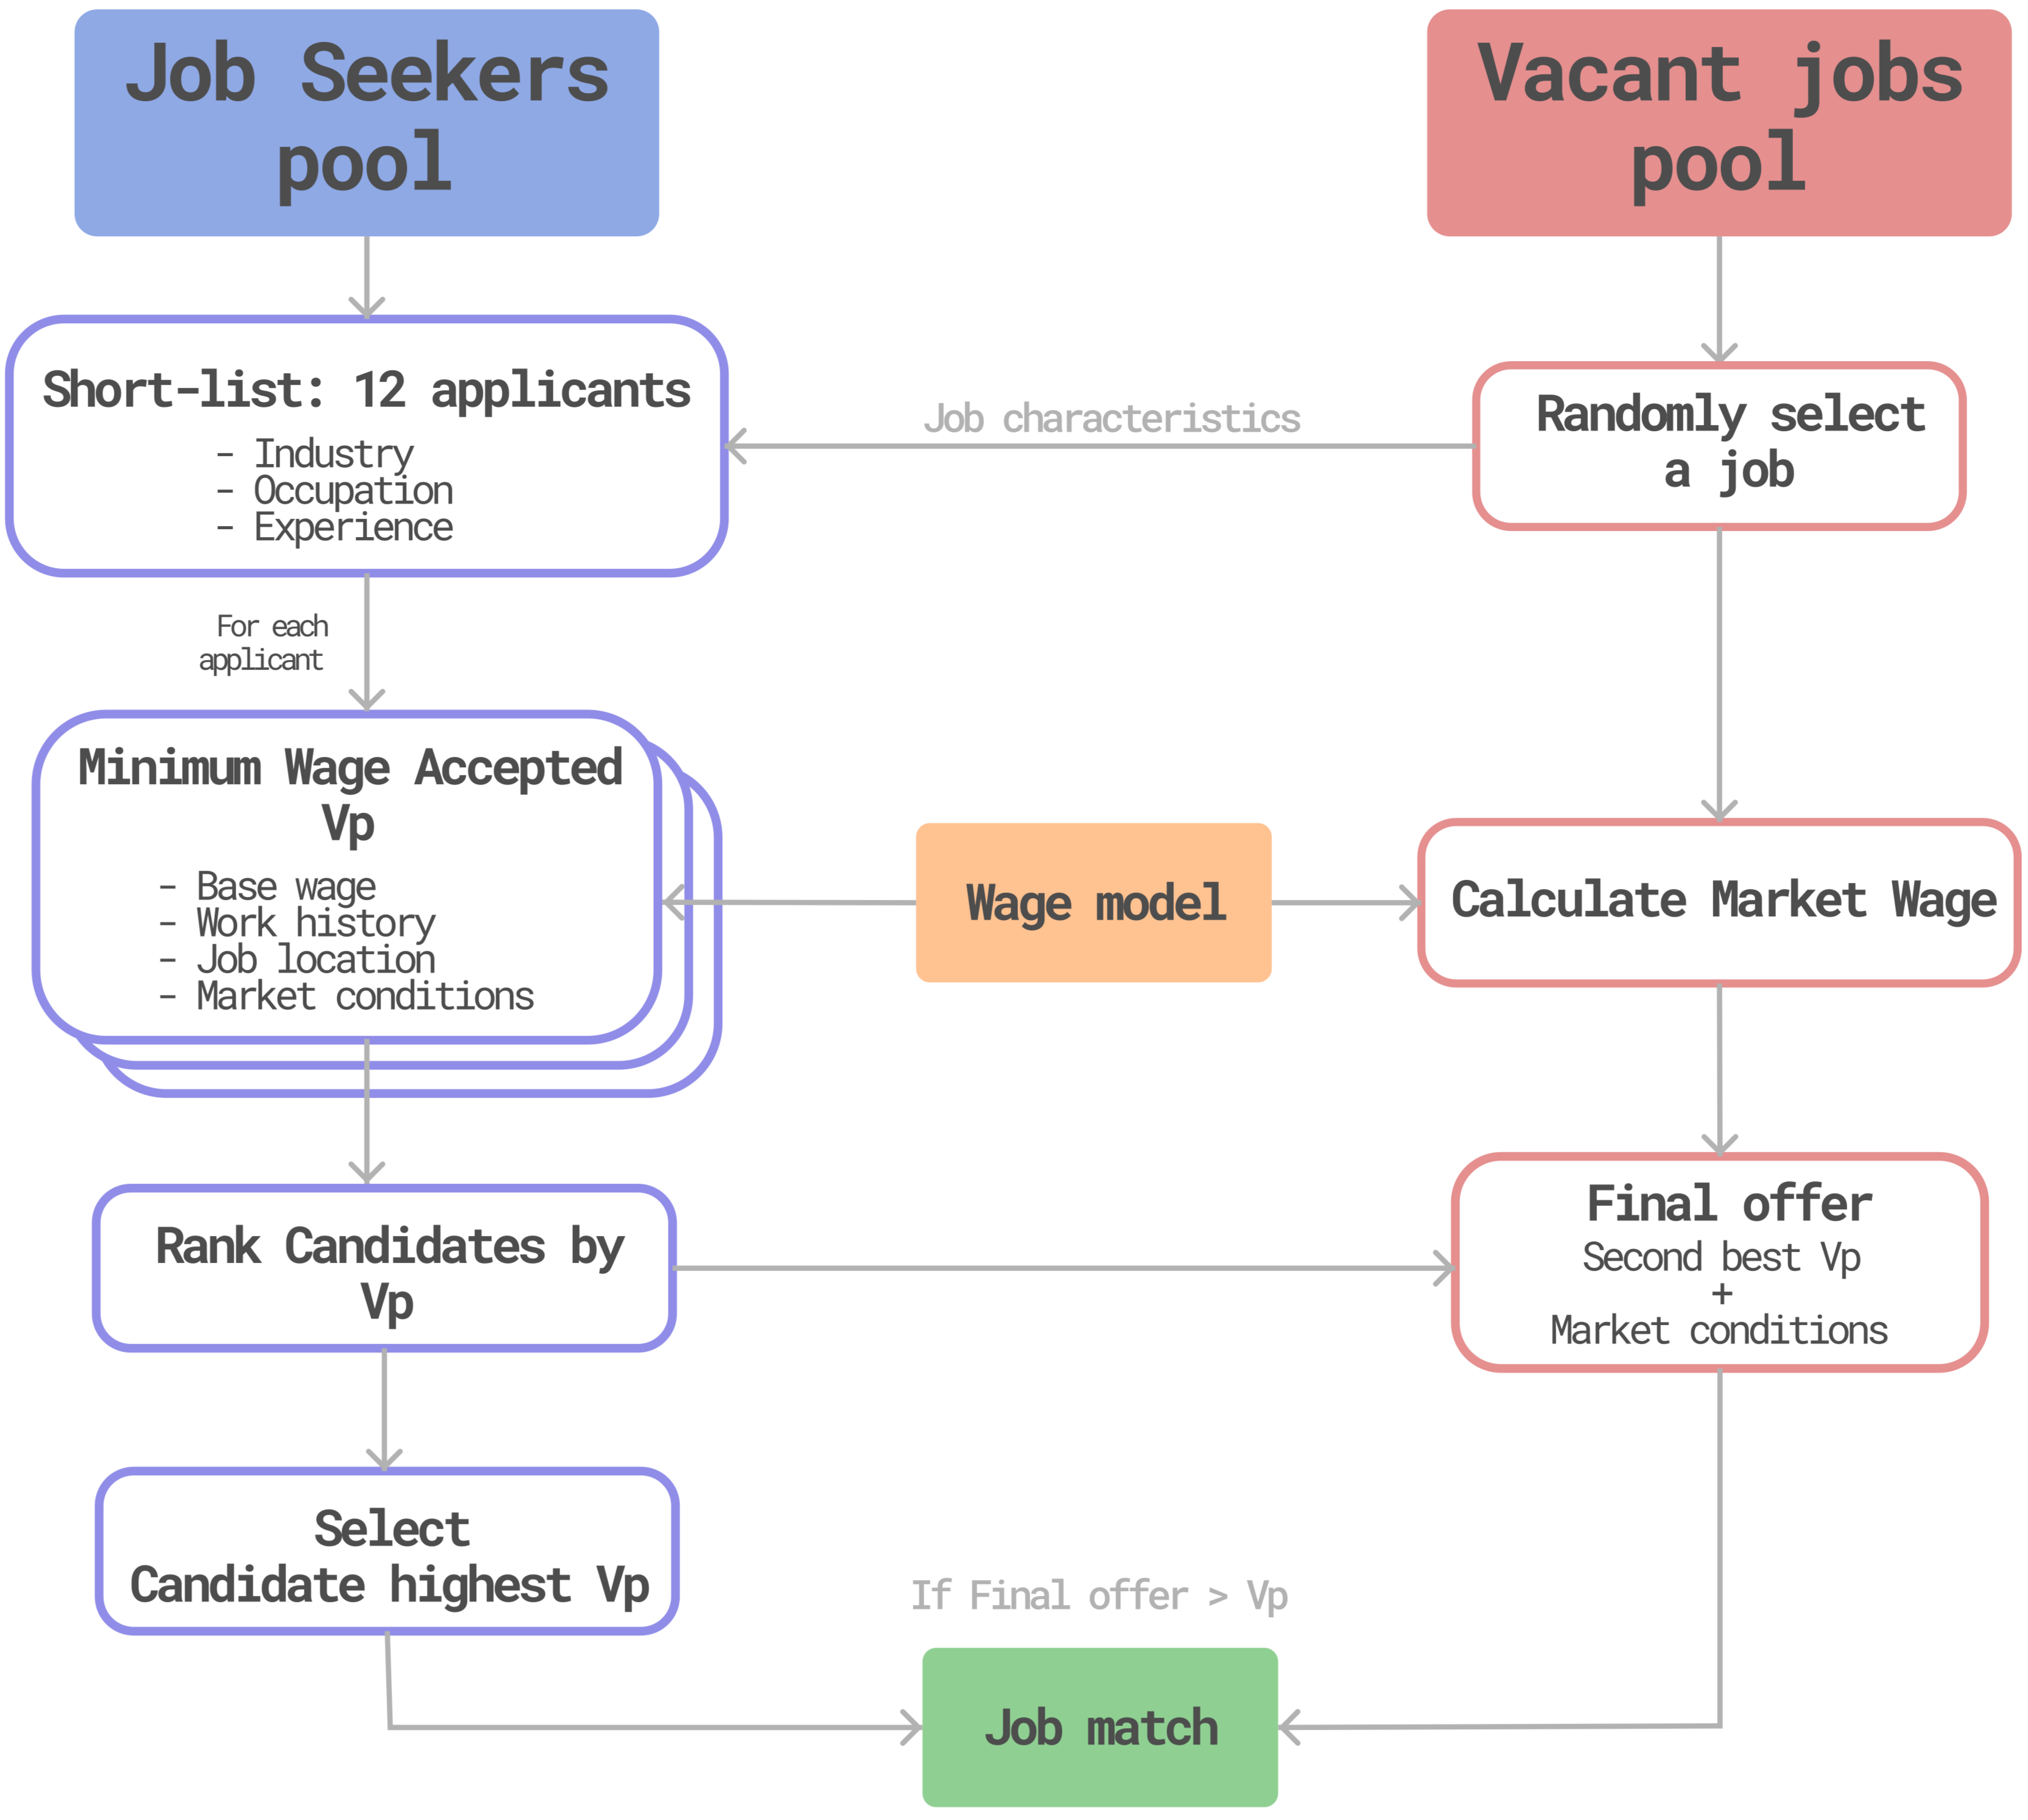 Job Seekers
pool
Vacant jobs
pool
Short-list: 12 applicants
- Industry
- Occupation
- Experience
Job characteristics
Randomly select
a job
For each
applicant
Minimum Wage Accepted
Vp
- Base wage
- Work history
- Job location
- Market conditions
Wage model
Calculate Market Wage
Rank Candidates by
Vp
Final offer
Second best Vp
+
Market conditions
Select
Candidate highest Vp
If Final offer > Vp
Job match